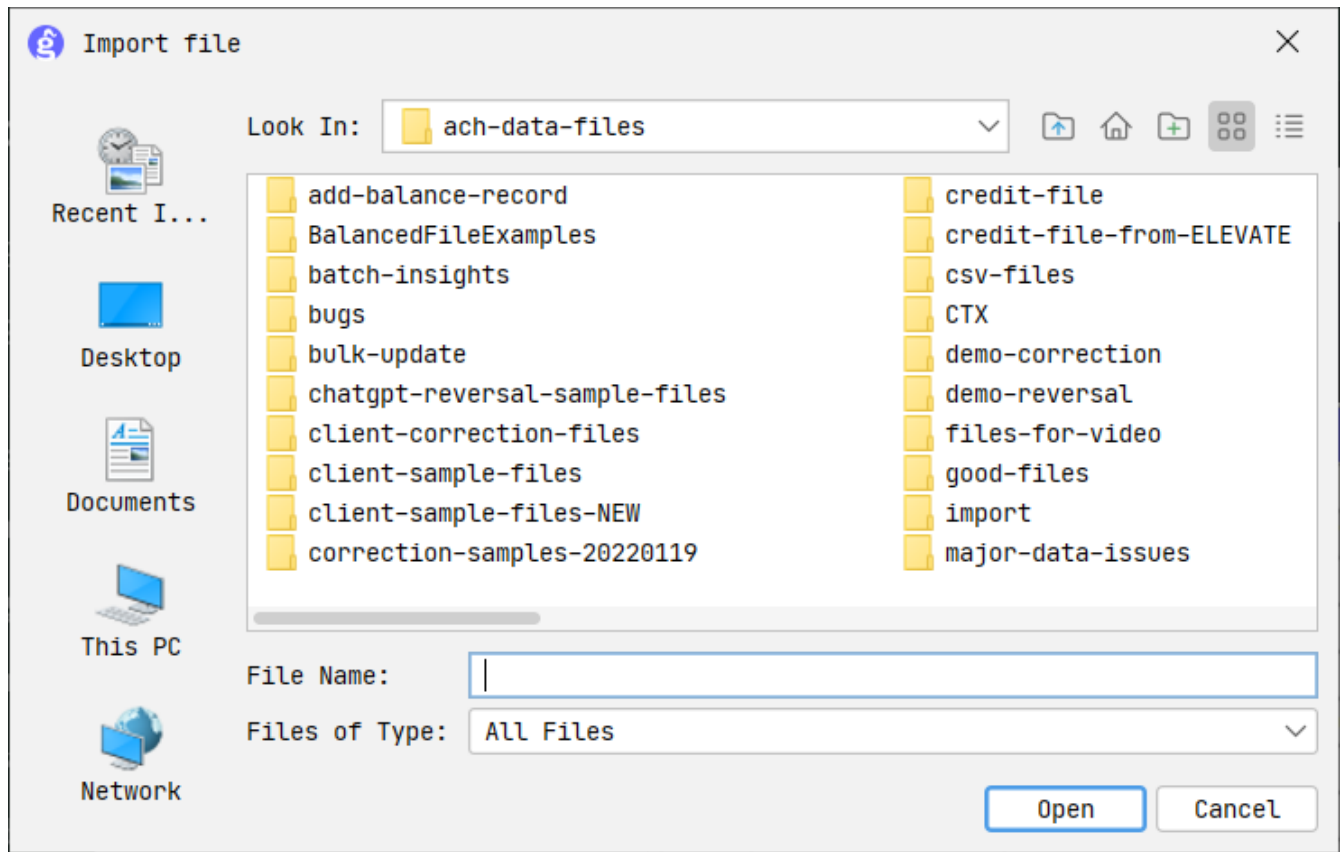 Import file
Look In:
ach-data-files
Recent I...
Desktop
Documents
This PC
Network
add-balance-record
BalancedFileExamples
batch-insights
bugs
bulk-update
chatgpt-reversal-sample-files
client-correction-files
client-sample-files
client-sample-files-NEW
correction-samples-20220119
credit-file
credit-file-from-ELEVATE
csv-files
CTX
demo-correction
demo-reversal
files-for-video
good-files
import
major-data-issues
File Name:
Files of Type: All Files
Open
Cancel